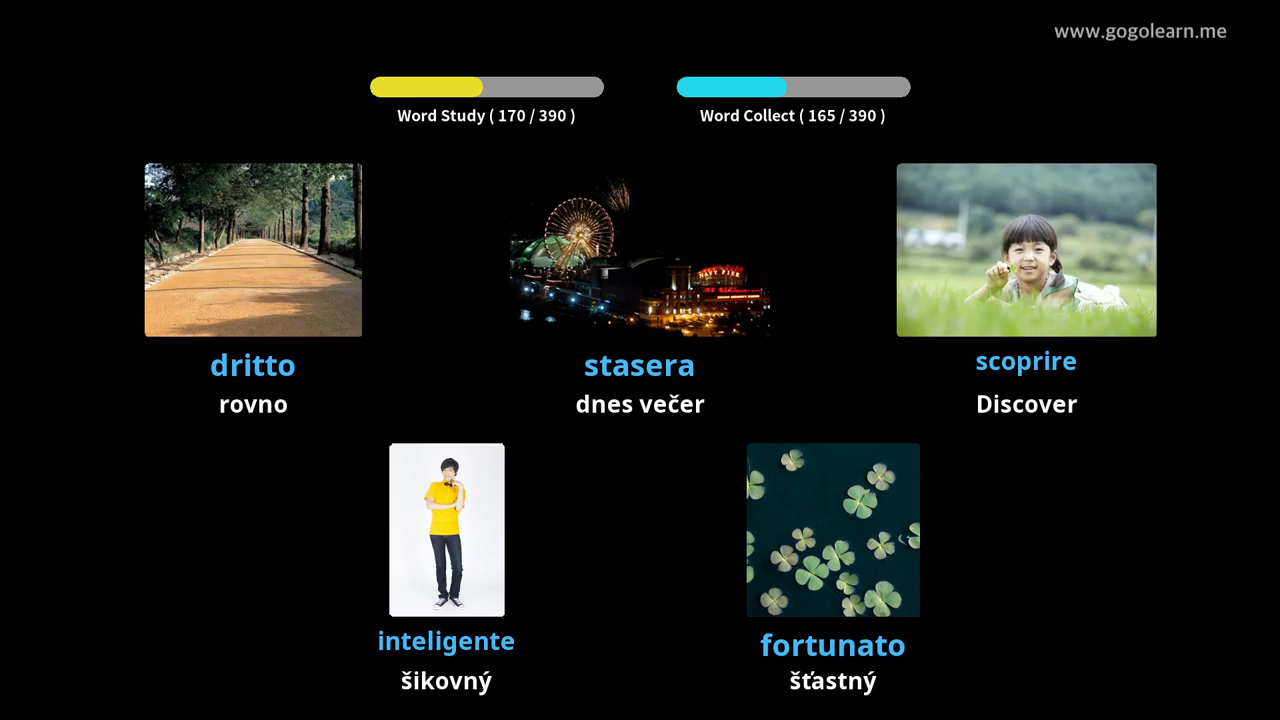 www.gogolearn.me
Word Study ( 170 / 390 )
Word Collect ( 165 / 390 )
dritto
stasera
scoprire
rovno
dnes večer
Discover
inteligente
fortunato
šikovný
šťastný